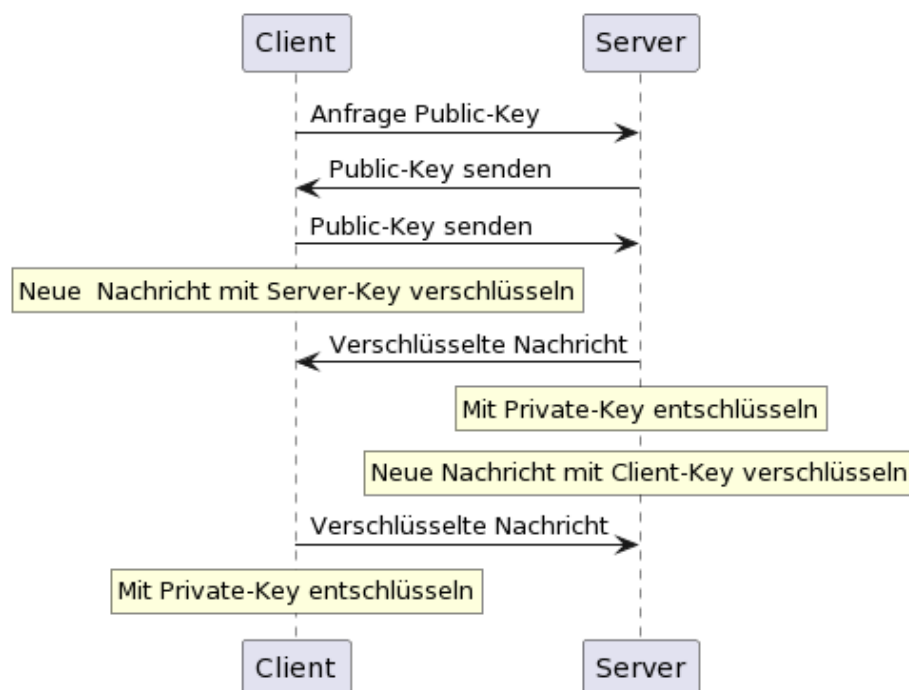 Client Server
Anfrage Public-Key
Public-Key senden
Public-Key senden
Neue  Nachricht mit Server-Key verschlüsseln
Verschlüsselte Nachricht
Mit Private-Key entschlüsseln
Neue Nachricht mit Client-Key verschlüsseln
Verschlüsselte Nachricht
Mit Private-Key entschlüsseln
Client Server